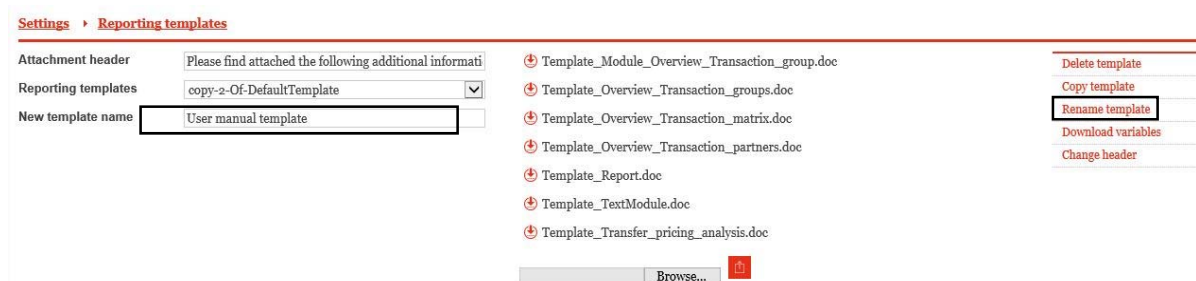 Settings ▸ Reporting templates
Attachment header
Please find attached the following additional informati
Reporting templates
copy-2-Of-DefaultTemplate
New template name
User manual template
Template_Module_Overview_Transaction_group.doc
Template_Overview_Transaction_groups.doc
Template_Overview_Transaction_matrix.doc
Template_Overview_Transaction_partners.doc
Template_Report.doc
Template_TextModule.doc
Template_Transfer_pricing_analysis.doc
Browse...
Delete template
Copy template
Rename template
Download variables
Change header